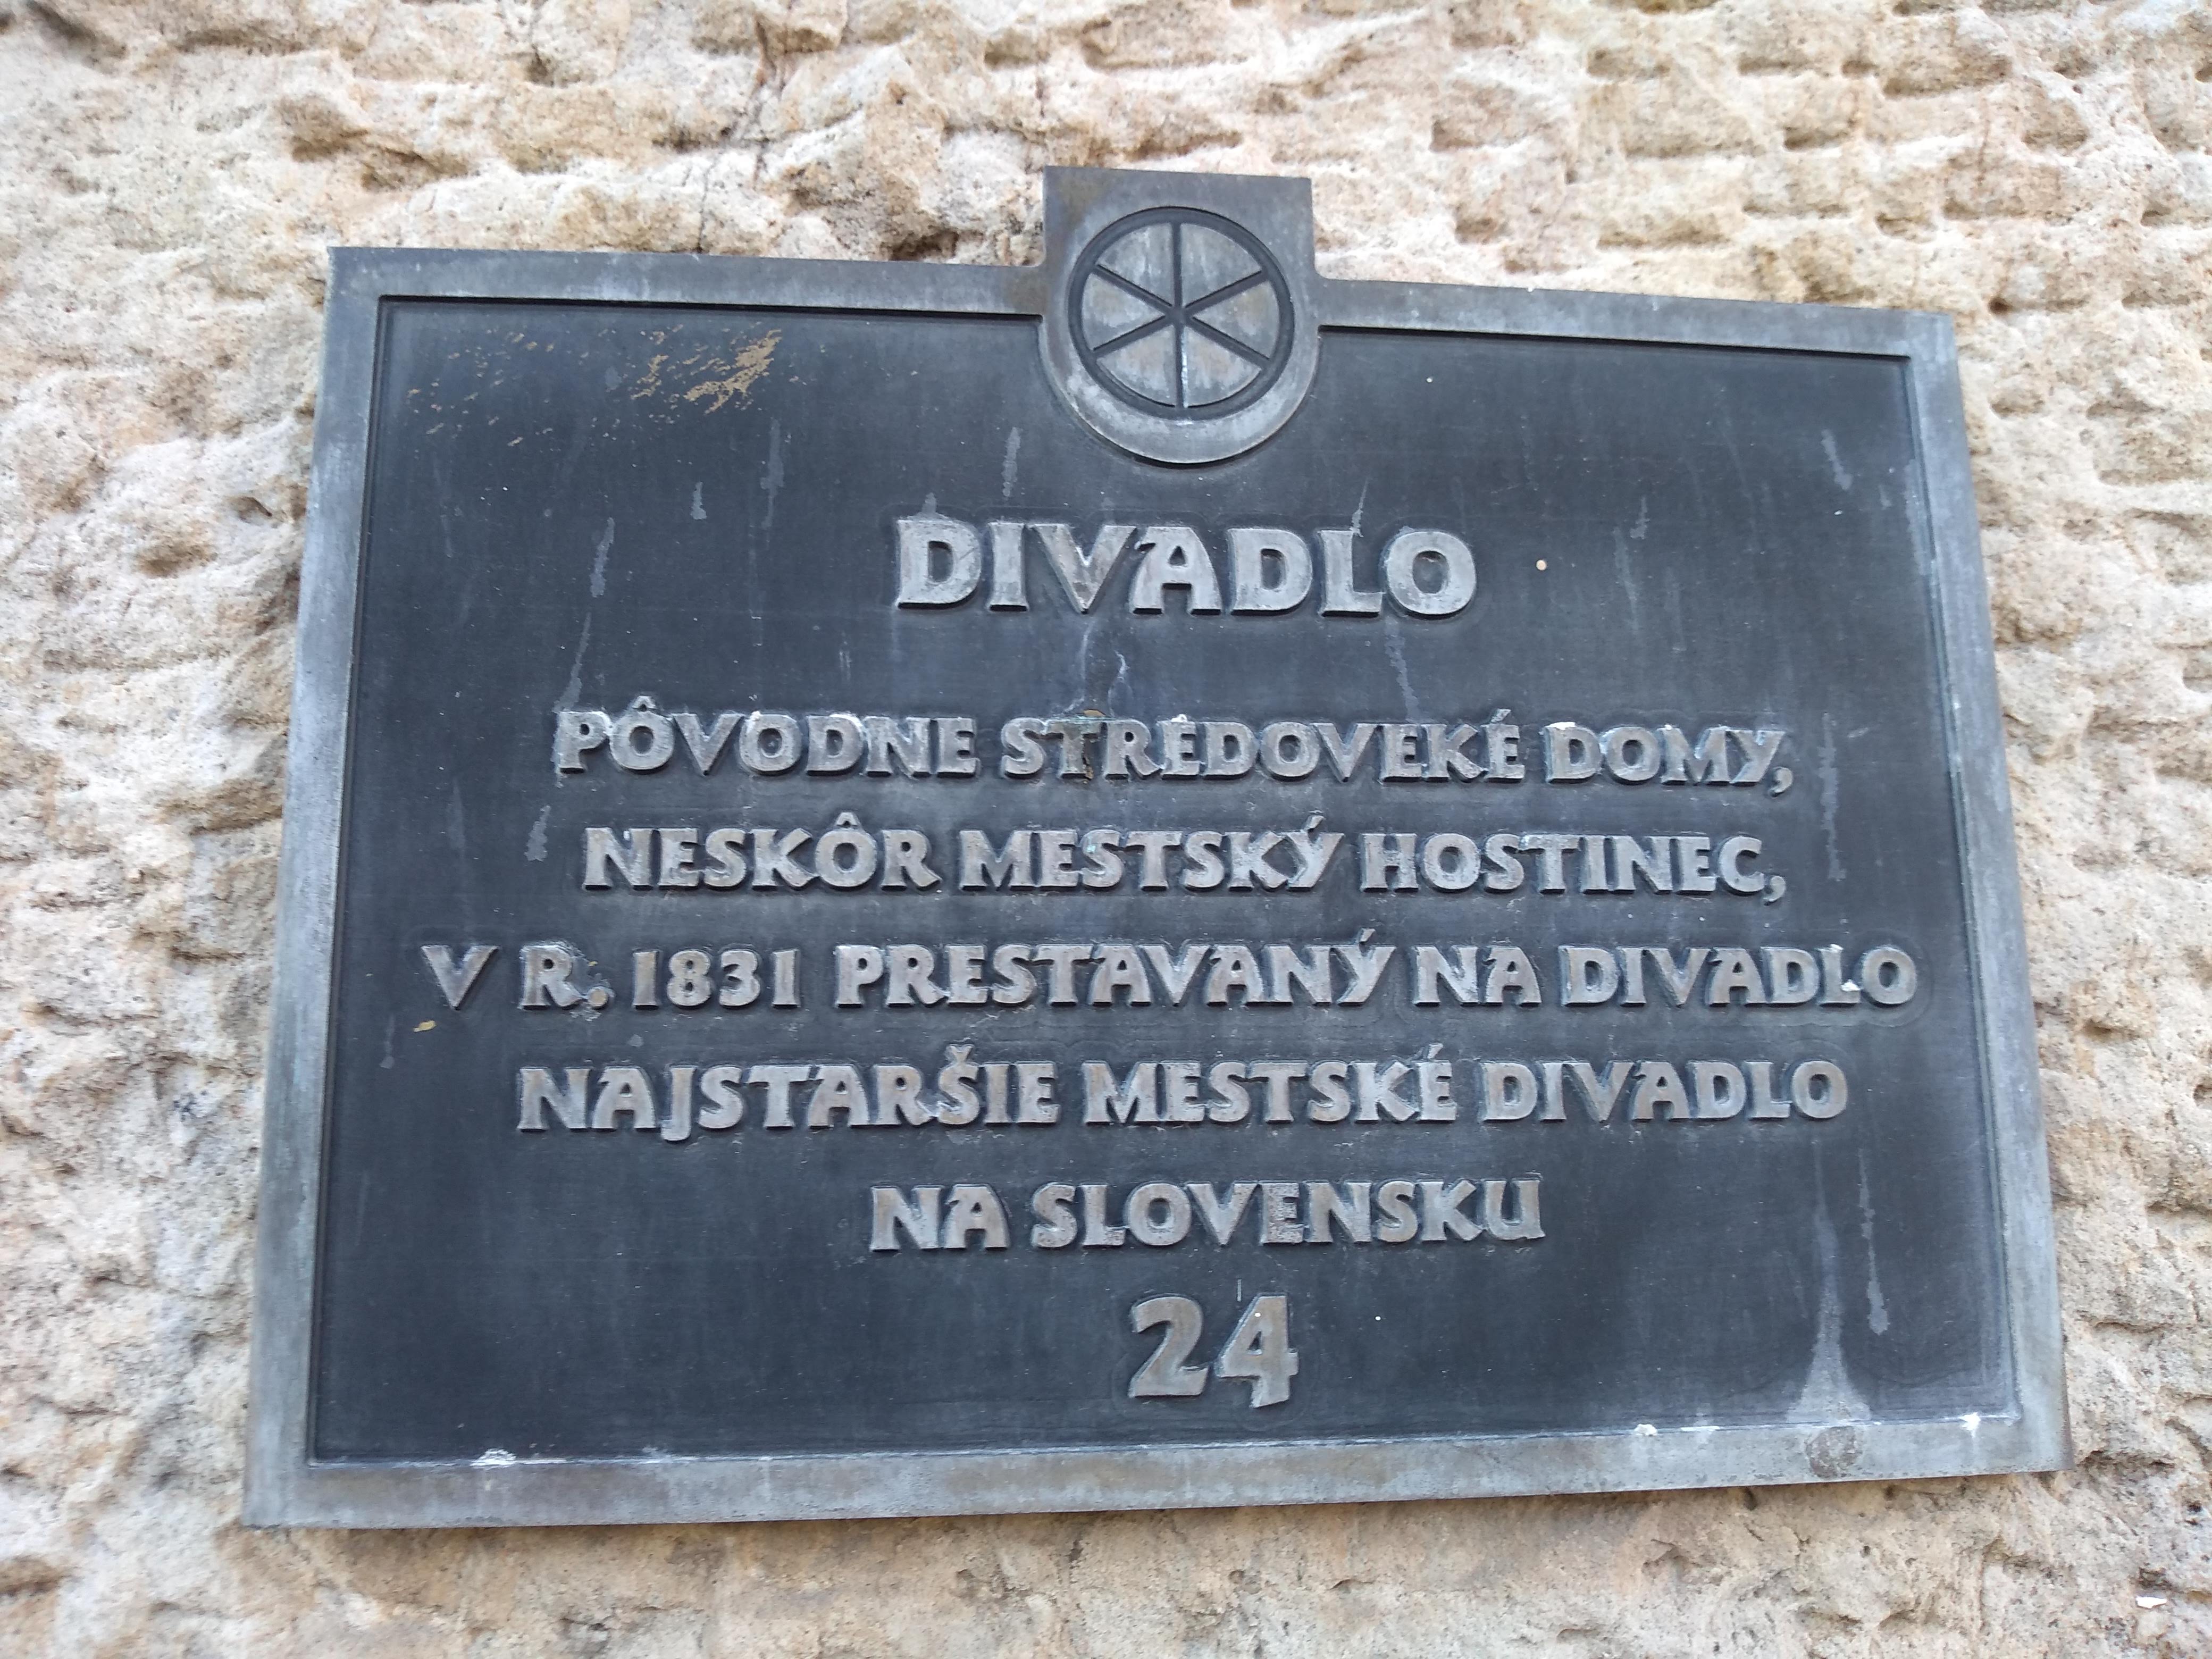 DIVADLO
PÔVODNE STREDOVEKÉ DOMY,
NESKÔR MESTSKÝ HOSTINEC,
V R. 1831 PRESTAVANÝ NA DIVADLO
NAJSTARŠIE MESTSKÉ DIVADLO
NA SLOVENSKU
24